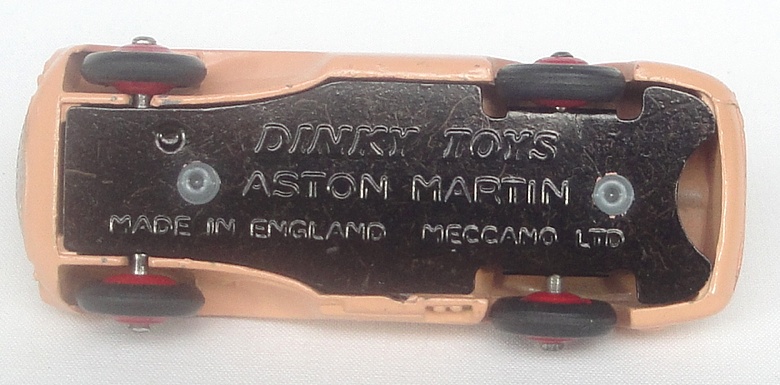 DINKY TOYS
ASTON MARTIN
MADE IN ENGLAND MECCANO LTD